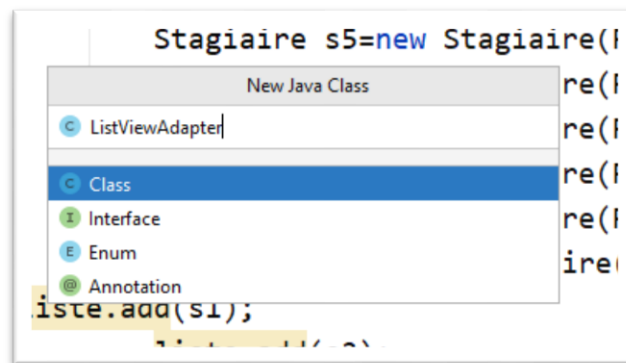 Stagiaire s5=new Stagiaire(
New Java Class
re(
ListViewAdapter
re(
Class
re(
Interface
re(
Enum
ire(
Annotation
liste.add(s1);